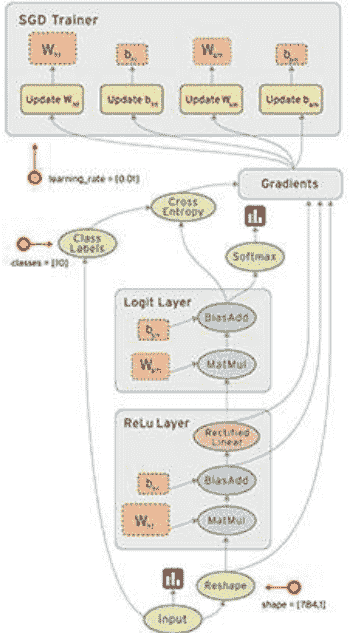 SGD Trainer
W
b
W
b
Update W
Update b
Update W
Update b
learning_rate = [0.01]
Gradients
Cross
Entropy
Class
Labels
classes = [10]
Softmax
Logit Layer
BiasAdd
b
W
MatMul
ReLu Layer
Rectified
Linear
b
BiasAdd
W
MatMul
Reshape
shape = [784,1]
Input